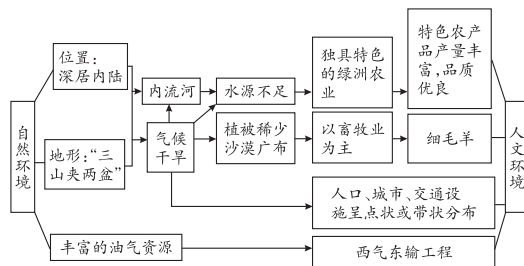 自然环境
位置：
深居内陆
地形：“三
山夹两盆”
丰富的油气资源
内流河
气候
干旱
水源不足
植被稀少
沙漠广布
独具特色
的绿洲农
业
以畜牧业
为主
特色农产
品产量丰
富，品质
优良
细毛羊
人口、城市、交通设
施呈点状或带状分布
西气东输工程
人文环境